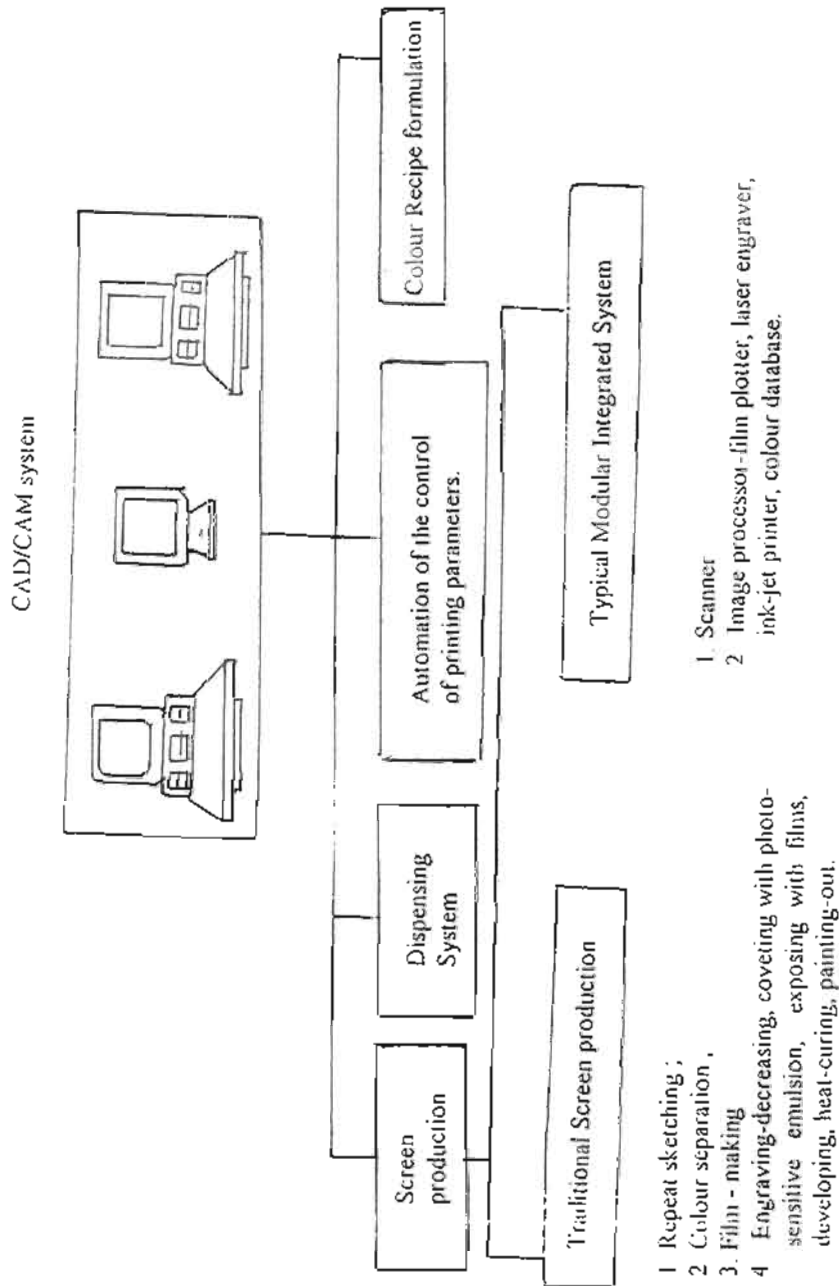 CAD/CAM system
Screen
production
Dispensing
System
Automation of the control
of printing parameters.
Colour Recipe formulation
Traditional Screen production
Typical Modular Integrated System
1 Repeat sketching ;
2 Colour separation ,
3. Film - making
4 Engraving-decreasing, coveting with photo-
sensitive emulsion, exposing with films,
developing, heat-curing, painting-out.
1. Scanner
2 Image processor-film plotter, laser engraver,
ink-jet printer, colour database.